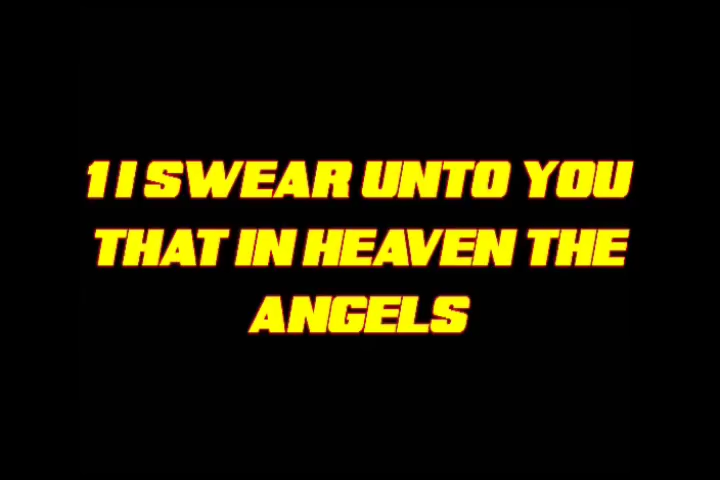 1 I SWEAR UNTO YOU
THAT IN HEAVEN THE
ANGELS